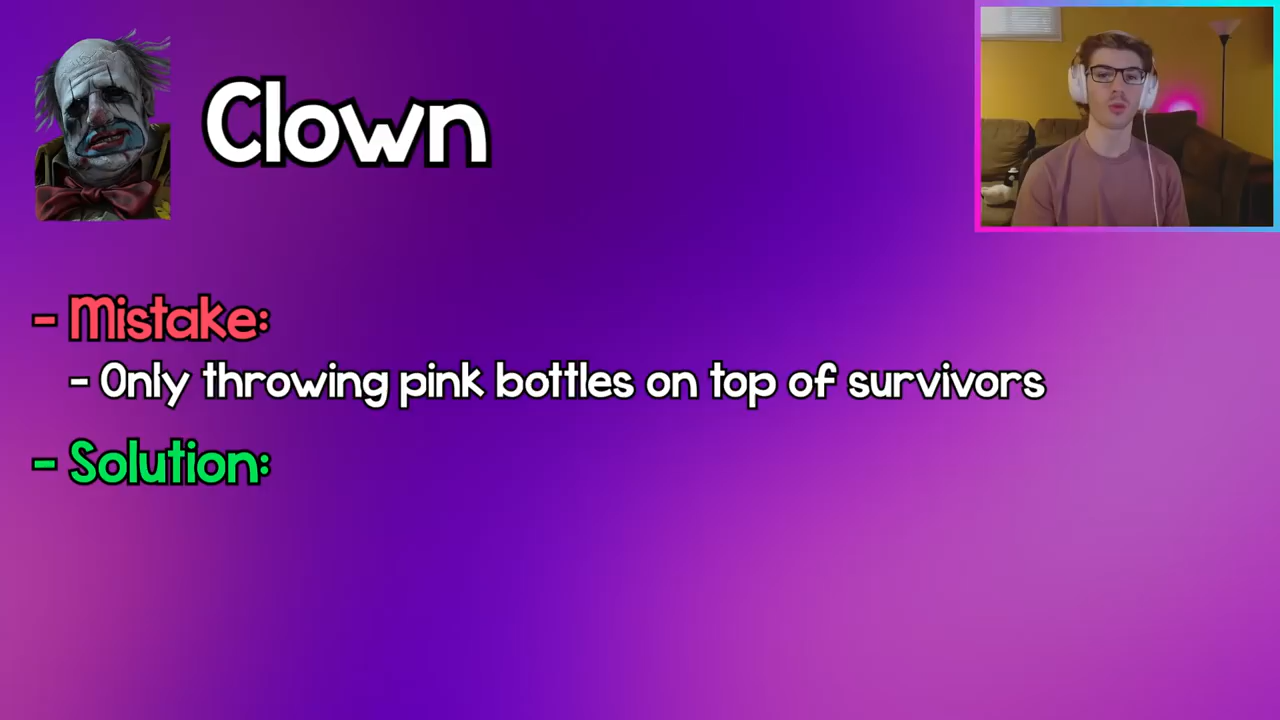 Clown
- Mistake:
- Only throwing pink bottles on top of survivors
- Solution: